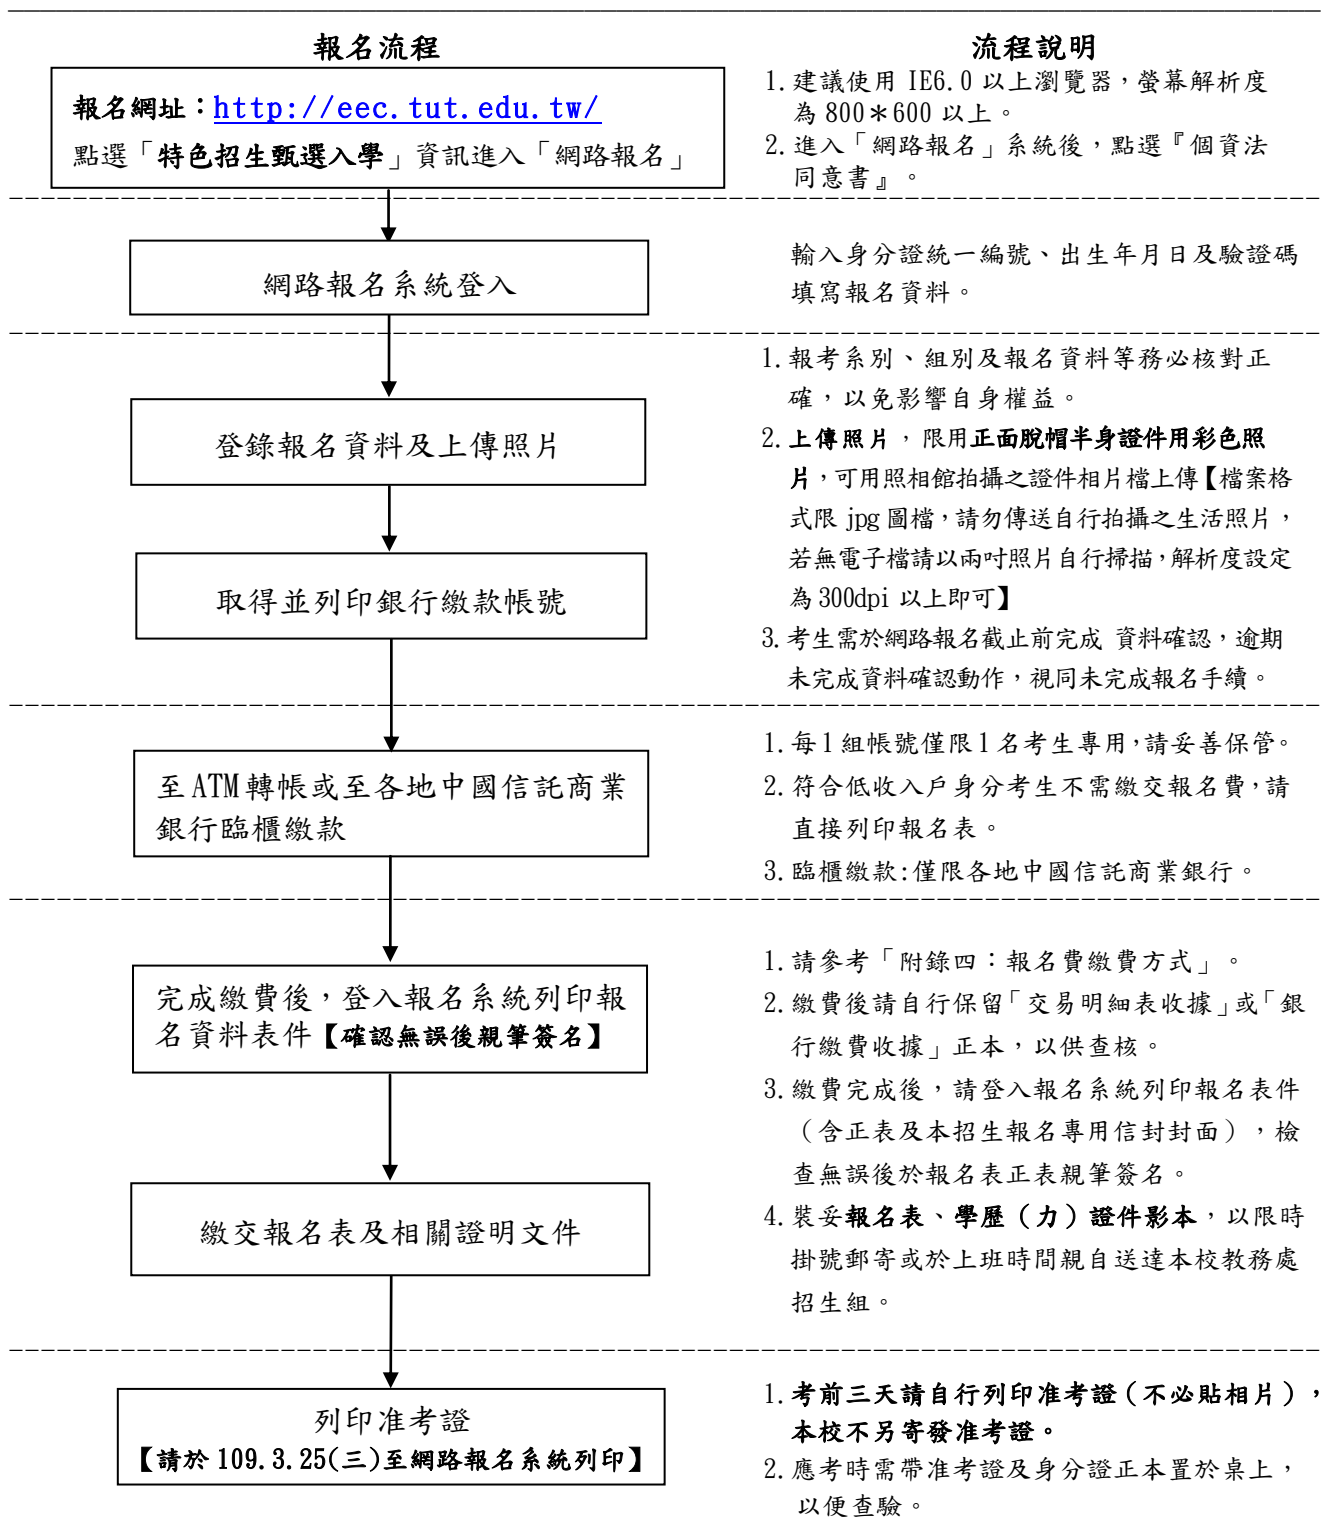 報名流程
流程說明
報名網址：http://eec.tut.edu.tw/
點選「特色招生甄選入學」資訊進入「網路報名」
1.建議使用 IE6.0 以上瀏覽器，螢幕解析度
為 800＊600 以上。
2.進入「網路報名」系統後，點選『個資法
同意書』。
網路報名系統登入
輸入身分證統一編號、出生年月日及驗證碼
填寫報名資料。
登錄報名資料及上傳照片
取得並列印銀行繳款帳號
1.報考系別、組別及報名資料等務必核對正
確，以免影響自身權益。
2.上傳照片，限用正面脫帽半身證件用彩色照
片，可用照相館拍攝之證件相片檔上傳【檔案格
式限 jpg 圖檔，請勿傳送自行拍攝之生活照片，
若無電子檔請以兩吋照片自行掃描，解析度設定
為 300dpi 以上即可】
3.考生需於網路報名截止前完成 資料確認，逾期
未完成資料確認動作，視同未完成報名手續。
至 ATM 轉帳或至各地中國信託商業
銀行臨櫃繳款
1.每 1 組帳號僅限 1 名考生專用，請妥善保管。
2.符合低收入戶身分考生不需繳交報名費，請
直接列印報名表。
3.臨櫃繳款:僅限各地中國信託商業銀行。
完成繳費後，登入報名系統列印報
名資料表件【確認無誤後親筆簽名】
繳交報名表及相關證明文件
1.請參考「附錄四：報名費繳費方式」。
2.繳費後請自行保留「交易明細表收據」或「銀
行繳費收據」正本，以供查核。
3.繳費完成後，請登入報名系統列印報名表件
（含正表及本招生報名專用信封封面），檢
查無誤後於報名表正表親筆簽名。
4.裝妥報名表、學歷（力）證件影本，以限時
掛號郵寄或於上班時間親自送達本校教務處
招生組。
列印准考證
【請於 109.3.25(三)至網路報名系統列印】
1.考前三天請自行列印准考證（不必貼相片），
本校不另寄發准考證。
2.應考時需帶准考證及身分證正本置於桌上，
以便查驗。